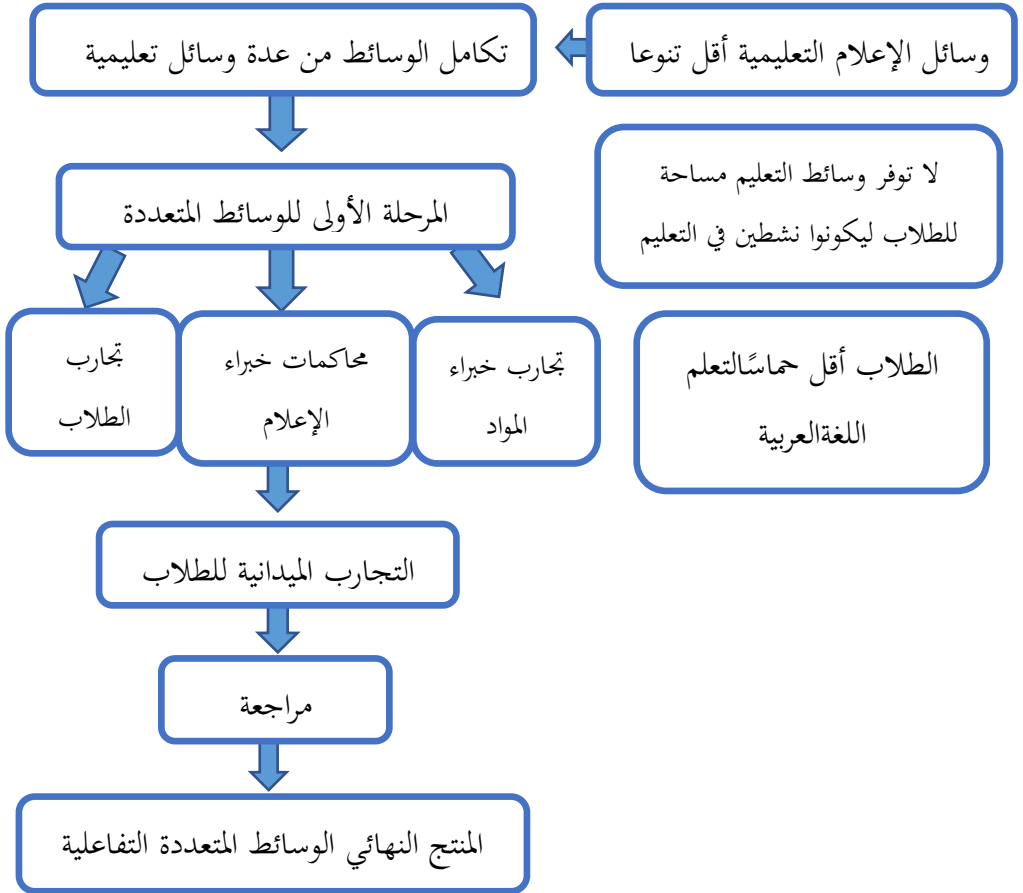 وسائل الإعلام التعليمية أقل تنوعا
تكامل الوسائط من عدة وسائل تعليمية
لا توفر وسائط التعليم مساحة
للطلاب ليكونوا نشطين في التعليم
الطلاب أقل حماسًالتعلم
اللغةالعربية
المرحلة الأولى للوسائط المتعددة
تجارب خبراء
المواد
محاكمات خبراء
الإعلام
تجارب
الطلاب
التجارب الميدانية للطلاب
مراجعة
المنتج النهائي الوسائط المتعددة التفاعلية